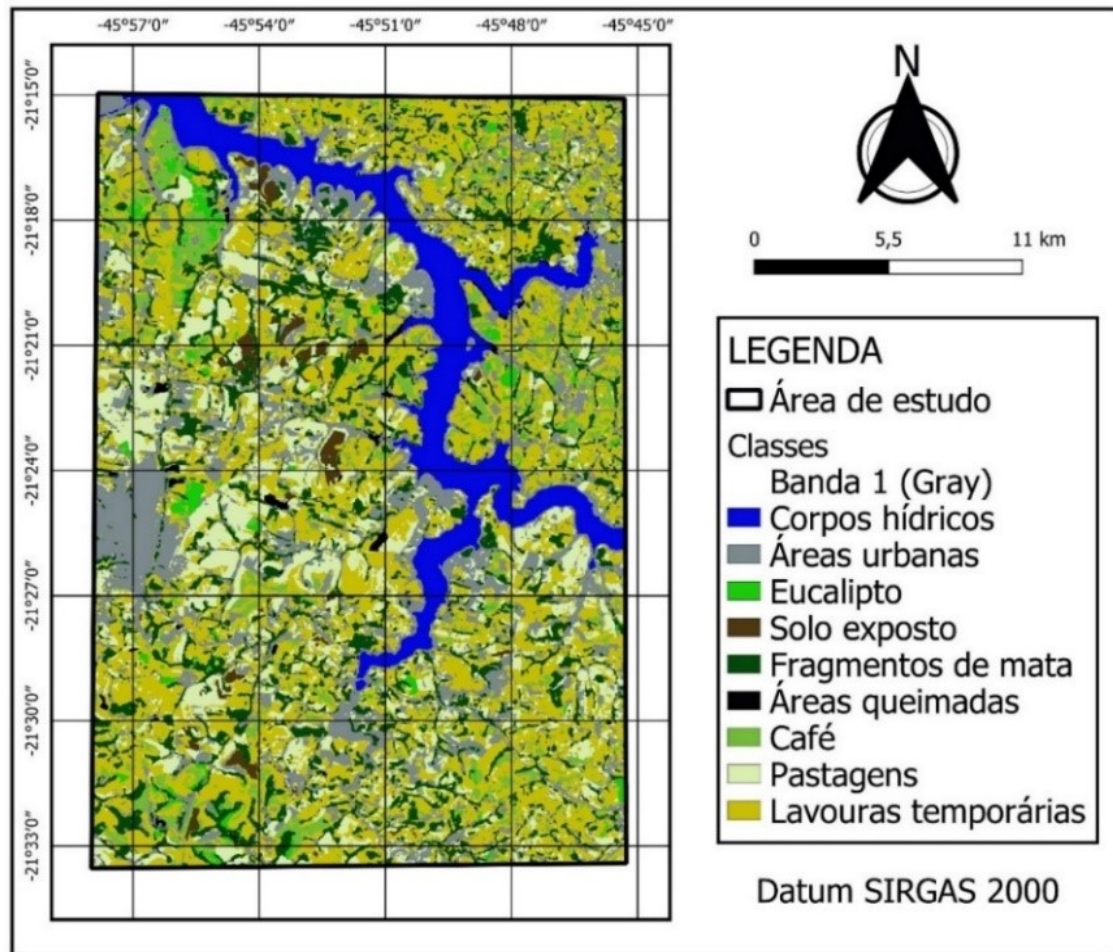 -45°57'0" -45°54'0" -45°51'0" -45°48'0" -45°45'0"
-21°15'0"
-21°18'0"
-21°21'0"
-21°24'0"
-21°27'0"
-21°30'0"
-21°33'0"
N
0 5,5 11 km
LEGENDA
Área de estudo
Classes
Banda 1 (Gray)
Corpos hídricos
Áreas urbanas
Eucalipto
Solo exposto
Fragmentos de mata
Áreas queimadas
Café
Pastagens
Lavouras temporárias
Datum SIRGAS 2000